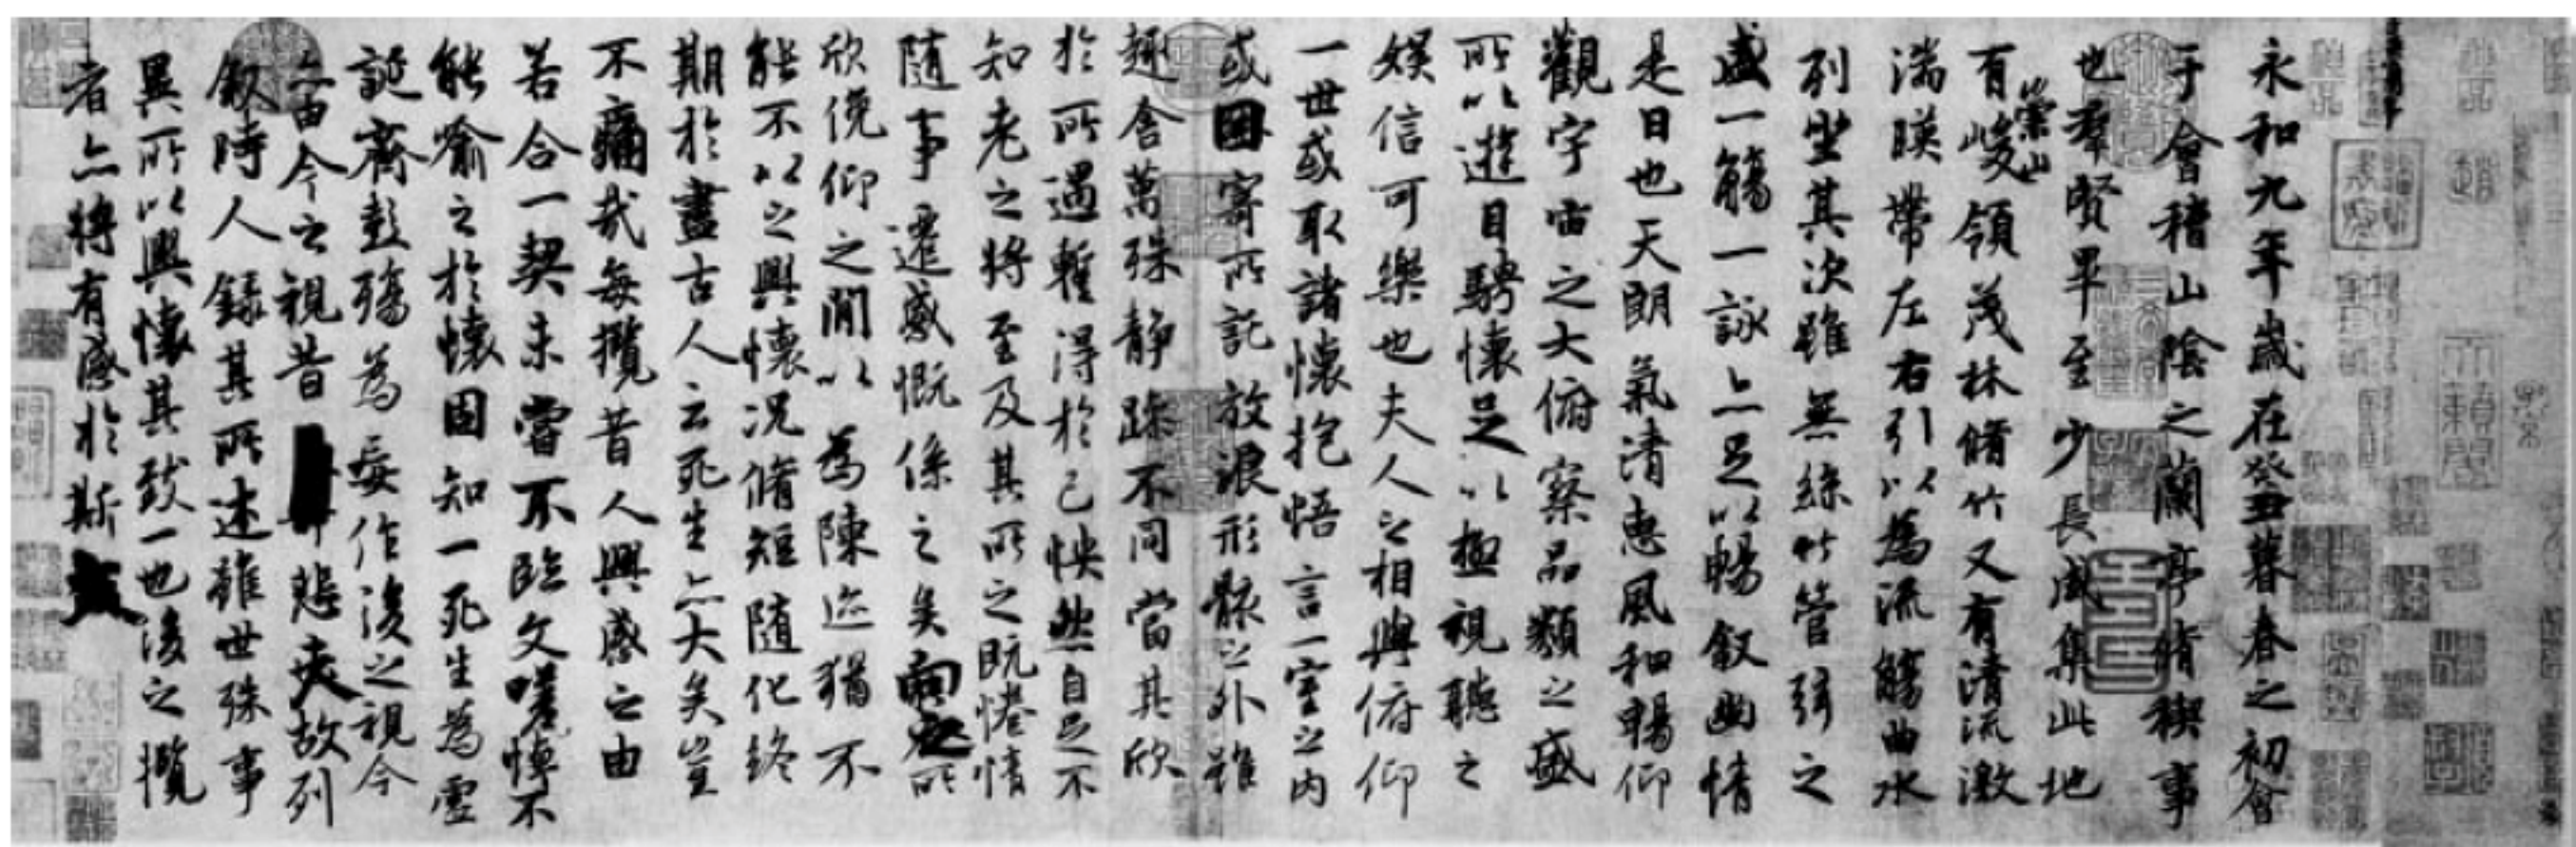 永和九年歲在癸丑暮春之初會
于會稽山陰之蘭亭脩稧事
也羣賢畢至少長咸集此地
有崇山峻領茂林脩竹又有清流激
湍暎帶左右引以為流觴曲水
列坐其次雖無絲竹管弦之
盛一觴一詠亦足以暢敘幽情
是日也天朗氣清惠風和暢仰
觀宇宙之大俯察品類之盛
所以遊目騁懷足以極視聽之
娛信可樂也夫人之相與俯仰
一世或取諸懷抱悟言一室之內
或因寄所託放浪形骸之外雖
趣舍萬殊靜躁不同當其欣
於所遇暫得於己怏然自足不
知老之將至及其所之既惓情
隨事遷感慨係之矣向之所
欣俛仰之間以為陳迹猶不
能不以之興懷況脩短隨化終
期於盡古人云死生亦大矣豈
不痛哉每攬昔人興感之由
若合一契未嘗不臨文嗟悼不
能喻之於懷固知一死生為虛
誕齊彭殤為妄作後之視今
亦由今之視昔悲夫故列
敘時人錄其所述雖世殊事
異所以興懷其致一也後之攬
者亦將有感於斯文